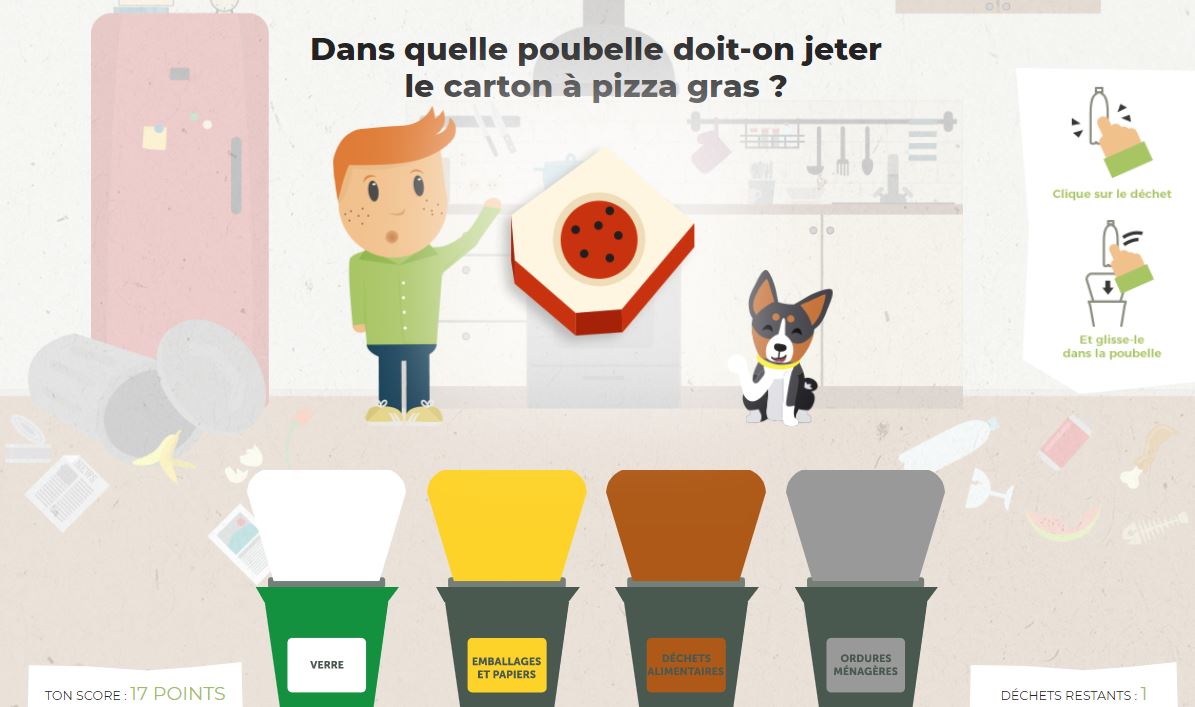 Dans quelle poubelle doit-on jeter
le carton à pizza gras ?
Clique sur le déchet
Et glisse-le
dans la poubelle
NEWS
VERRE
EMBALLAGES
ET PAPIERS
DÉCHETS
ALIMENTAIRES
ORDURES
MÉNAGÈRES
TON SCORE : 17 POINTS
DÉCHETS RESTANTS : 1